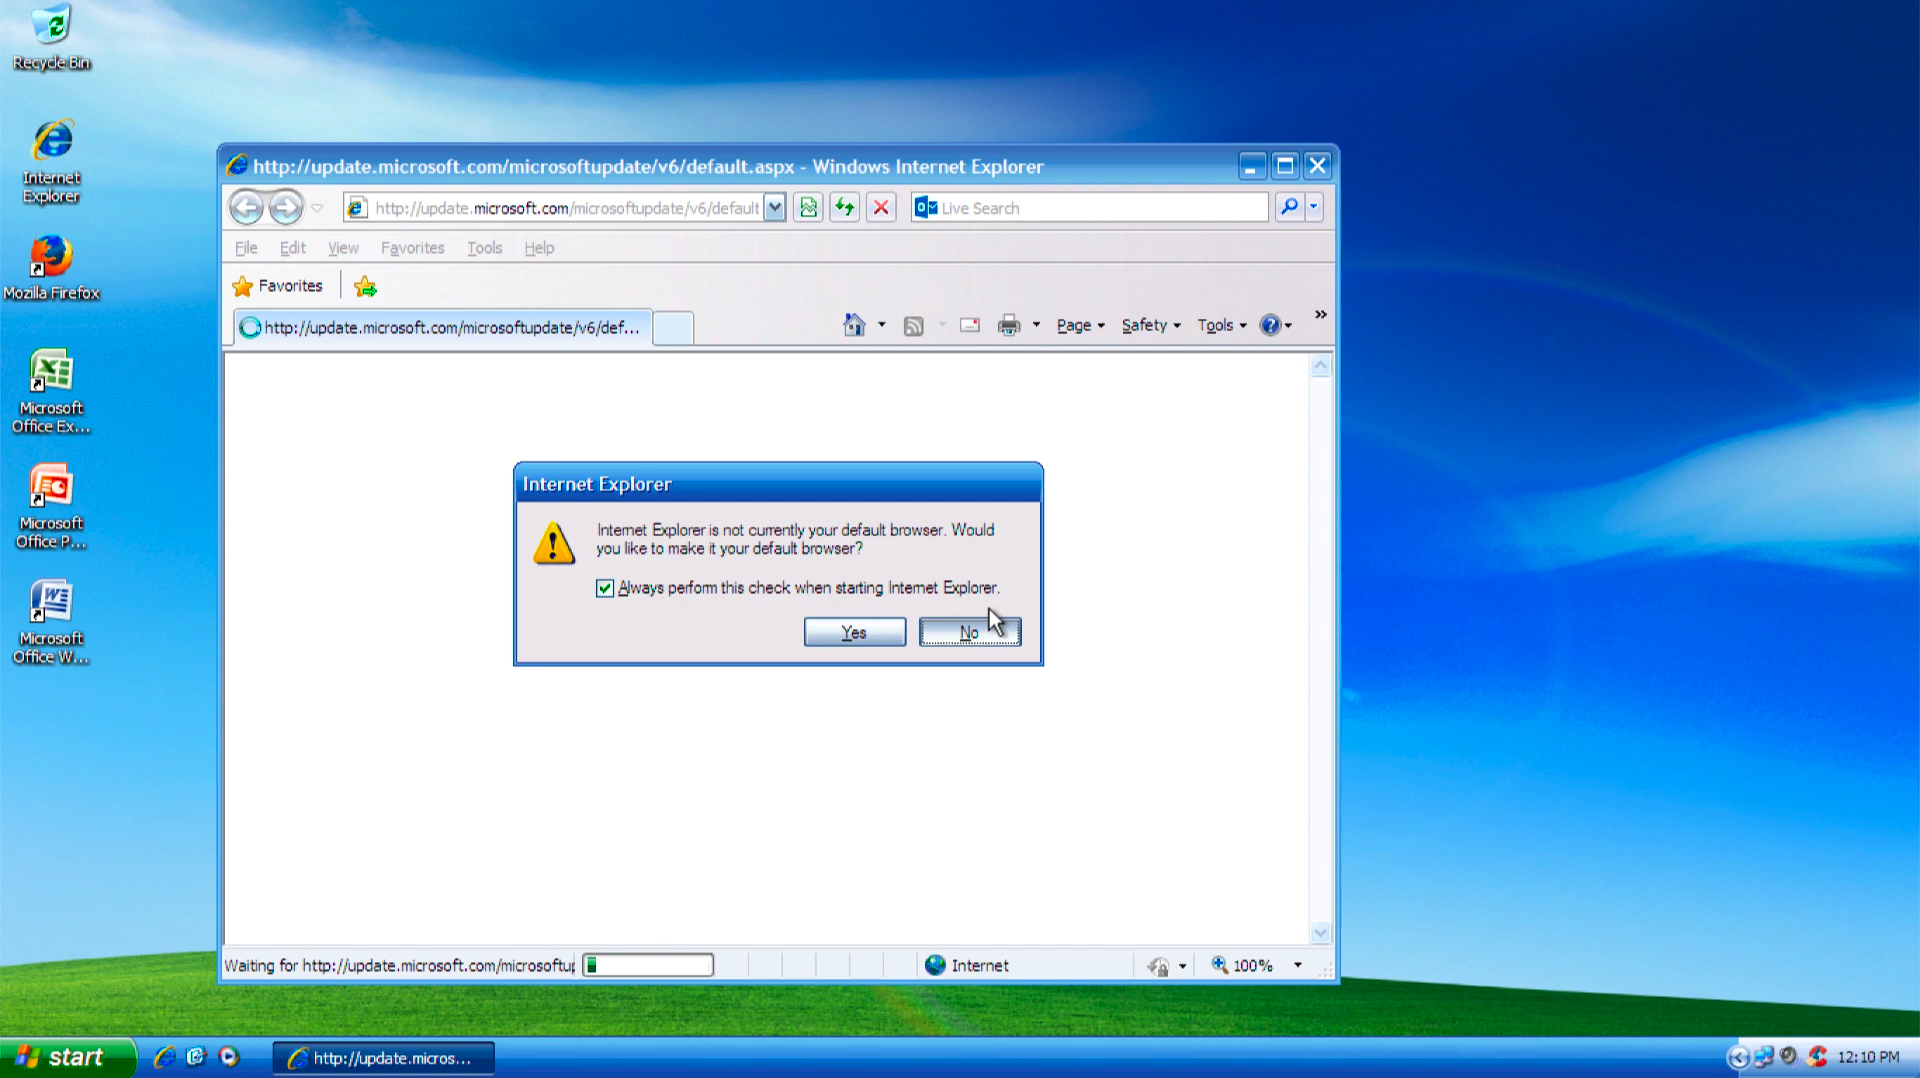 Recycle Bin
Internet
Explorer
Mozilla Firefox
Microsoft
Office Ex...
Microsoft
Office P...
Microsoft
Office W...
http://update.microsoft.com/microsoftupdate/v6/default.aspx - Windows Internet Explorer
http://update.microsoft.com/microsoftupdate/v6/default
Live Search
File Edit View Favorites Tools Help
Favorites
http://update.microsoft.com/microsoftupdate/v6/def...
Page Safety Tools
Internet Explorer
Internet Explorer is not currently your default browser. Would
you like to make it your default browser?
Always perform this check when starting Internet Explorer.
Yes No
Waiting for http://update.microsoft.com/microsoftup
Internet
100%
start
http://update.micros...
12:10 PM